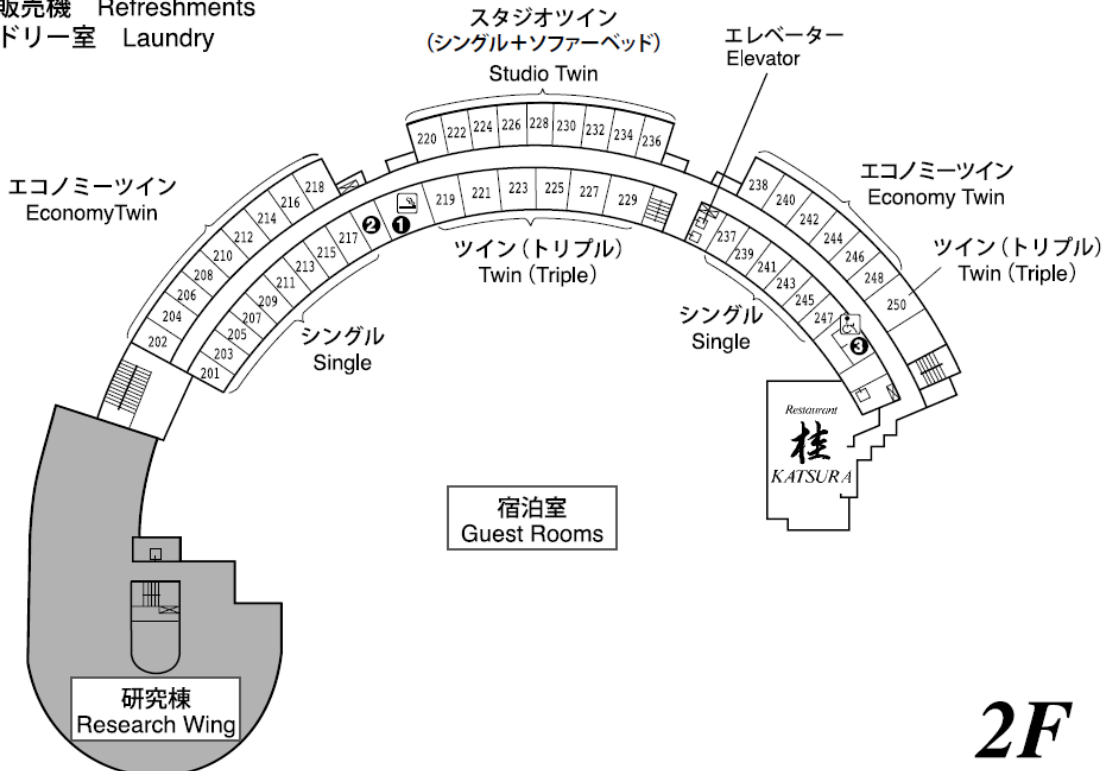 販売機 Refreshments
ドリー室 Laundry
スタジオツイン
(シングル+ソファーベッド)
Studio Twin
エレベーター
Elevator
エコノミーツイン
EconomyTwin
エコノミーツイン
Economy Twin
ツイン(トリプル)
Twin (Triple)
220 222 224 226 228 230 232 234 236
202 204 206 208 210 212 214 216 218
238 240 242 244 246 248 250
219 221 223 225 227 229
201 203 205 207 209 211 213 215 217
❷ ❶
237 239 241 243 245 247
❸
ツイン(トリプル)
Twin (Triple)
シングル
Single
シングル
Single
Restaurant
桂
KATSURA
宿泊室
Guest Rooms
研究棟
Research Wing
2F